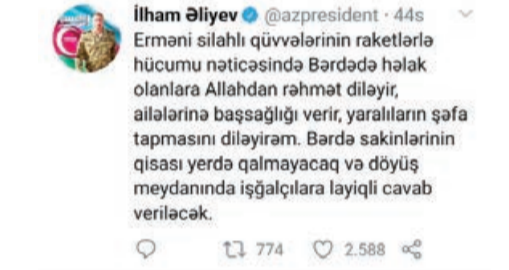 İlham Əliyev @azpresident · 44s
Erməni silahlı qüvvələrinin raketlərlə
hücumu nəticəsində Bərdədə həlak
olanlara Allahdan rəhmət diləyir,
ailələrinə başsağlığı verir, yaralıların şəfa
tapmasını diləyirəm. Bərdə sakinlərinin
qisası yerdə qalmayacaq və döyüş
meydanında işğalçılara layiqli cavab
veriləcək.
774 2.588